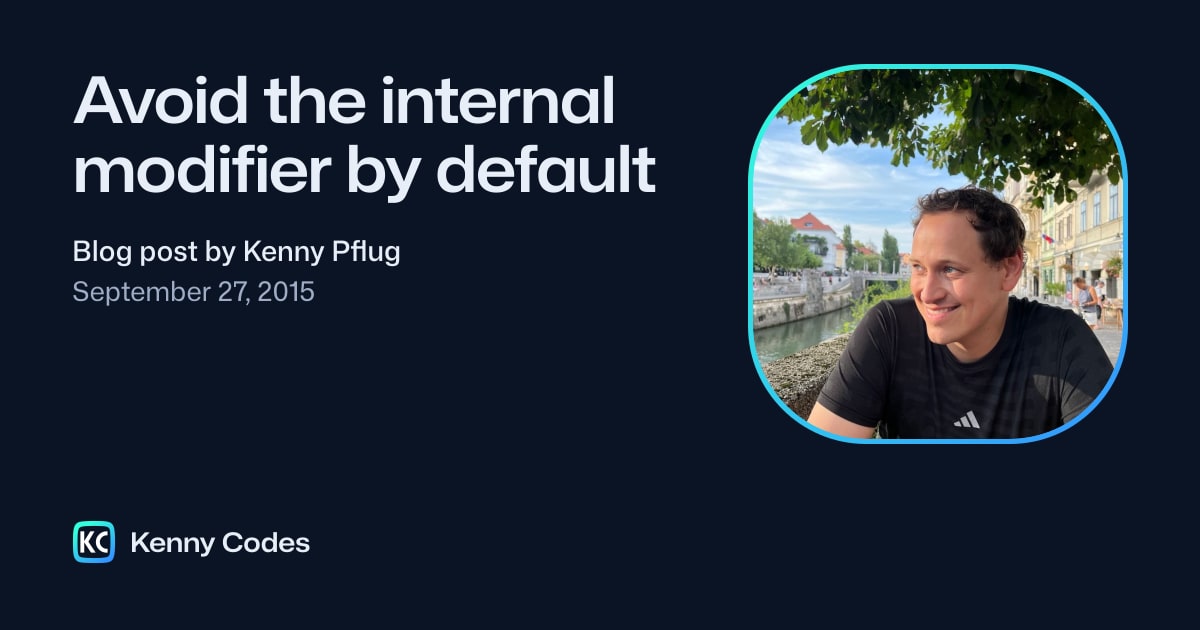 Avoid the internal
modifier by default
Blog post by Kenny Pflug
September 27, 2015
KC
Kenny Codes